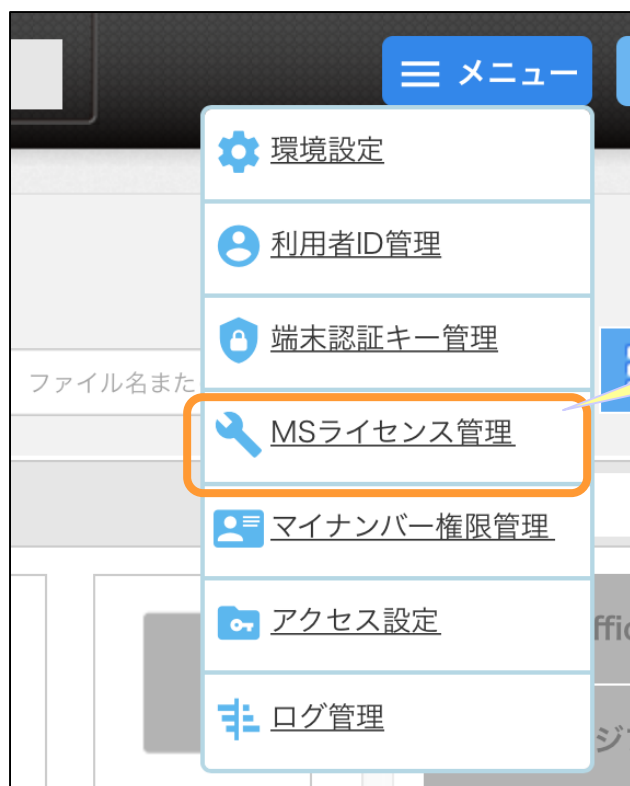 メニュー
環境設定
利用者ID管理
端末認証キー管理
ファイル名また
MSライセンス管理
マイナンバー権限管理
アクセス設定
ログ管理